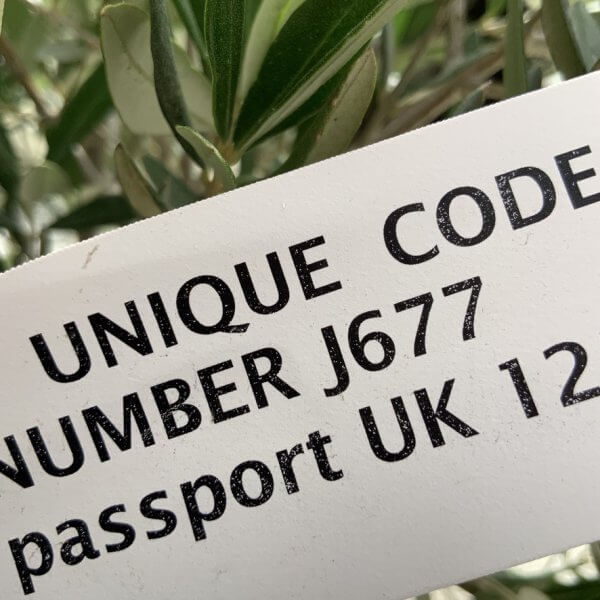 UNIQUE CODE
NUMBER J677
passport UK 12